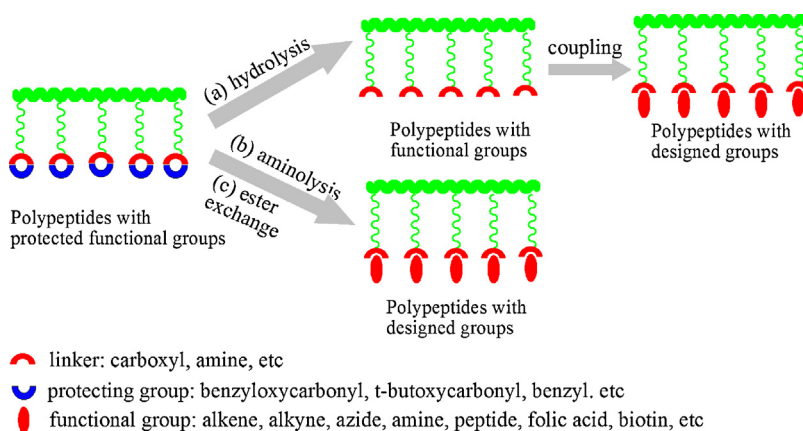 (a) hydrolysis
coupling
Polypeptides with
functional groups
Polypeptides with
designed groups
Polypeptides with
protected functional groups
(b) aminolysis
(c) ester
exchange
Polypeptides with
designed groups
linker: carboxyl, amine, etc
protecting group: benzyloxycarbonyl, t-butoxycarbonyl, benzyl. etc
functional group: alkene, alkyne, azide, amine, peptide, folic acid, biotin, etc